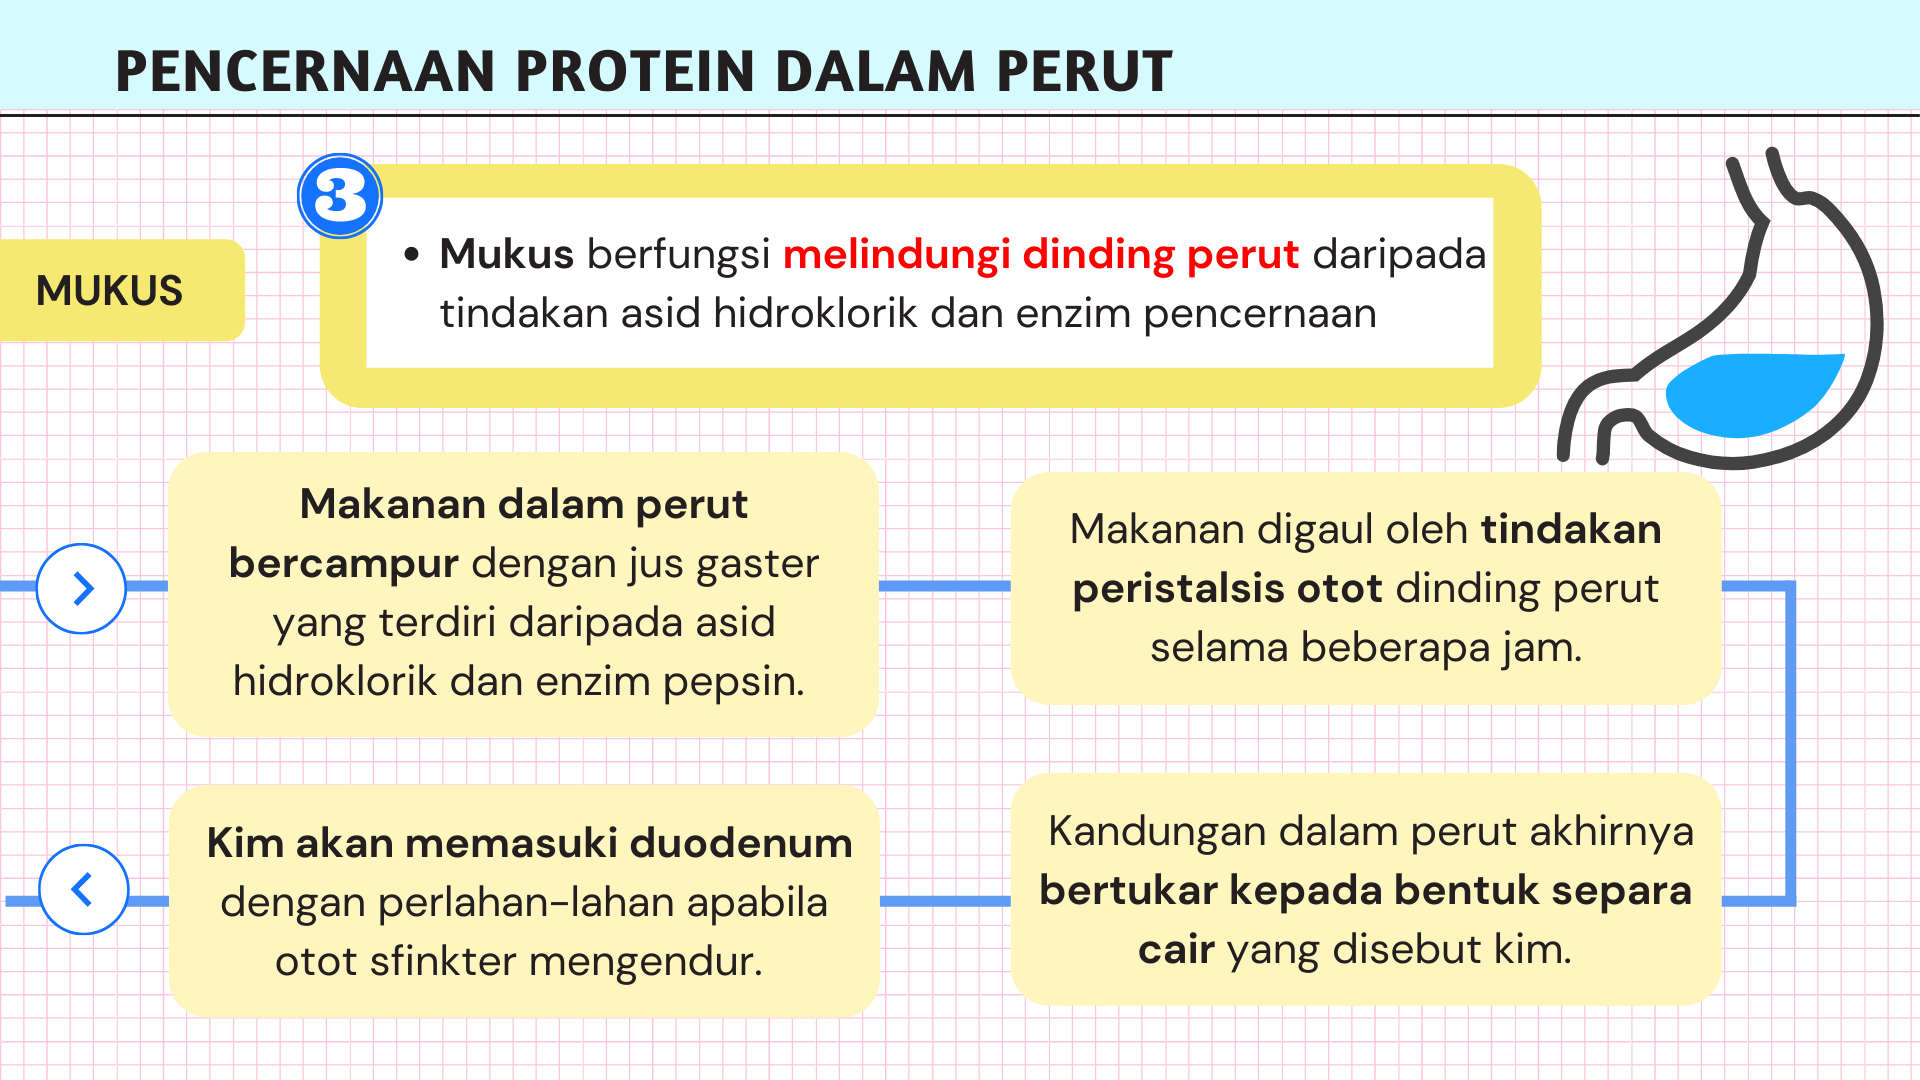 PENCERNAAN PROTEIN DALAM PERUT
3
MUKUS
• Mukus berfungsi melindungi dinding perut daripada
tindakan asid hidroklorik dan enzim pencernaan
Makanan dalam perut
bercampur dengan jus gaster
yang terdiri daripada asid
hidroklorik dan enzim pepsin.
Makanan digaul oleh tindakan
peristalsis otot dinding perut
selama beberapa jam.
Kandungan dalam perut akhirnya
bertukar kepada bentuk separa
cair yang disebut kim.
Kim akan memasuki duodenum
dengan perlahan-lahan apabila
otot sfinkter mengendur.